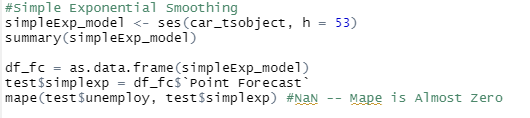 #Simple Exponential Smoothing
simpleExp_model <- ses(car_tsobject, h = 53)
summary(simpleExp_model)
df_fc = as.data.frame(simpleExp_model)
test$simplexp = df_fc$`Point Forecast`
mape(test$unemploy, test$simplexp) #NaN -- Mape is Almost Zero